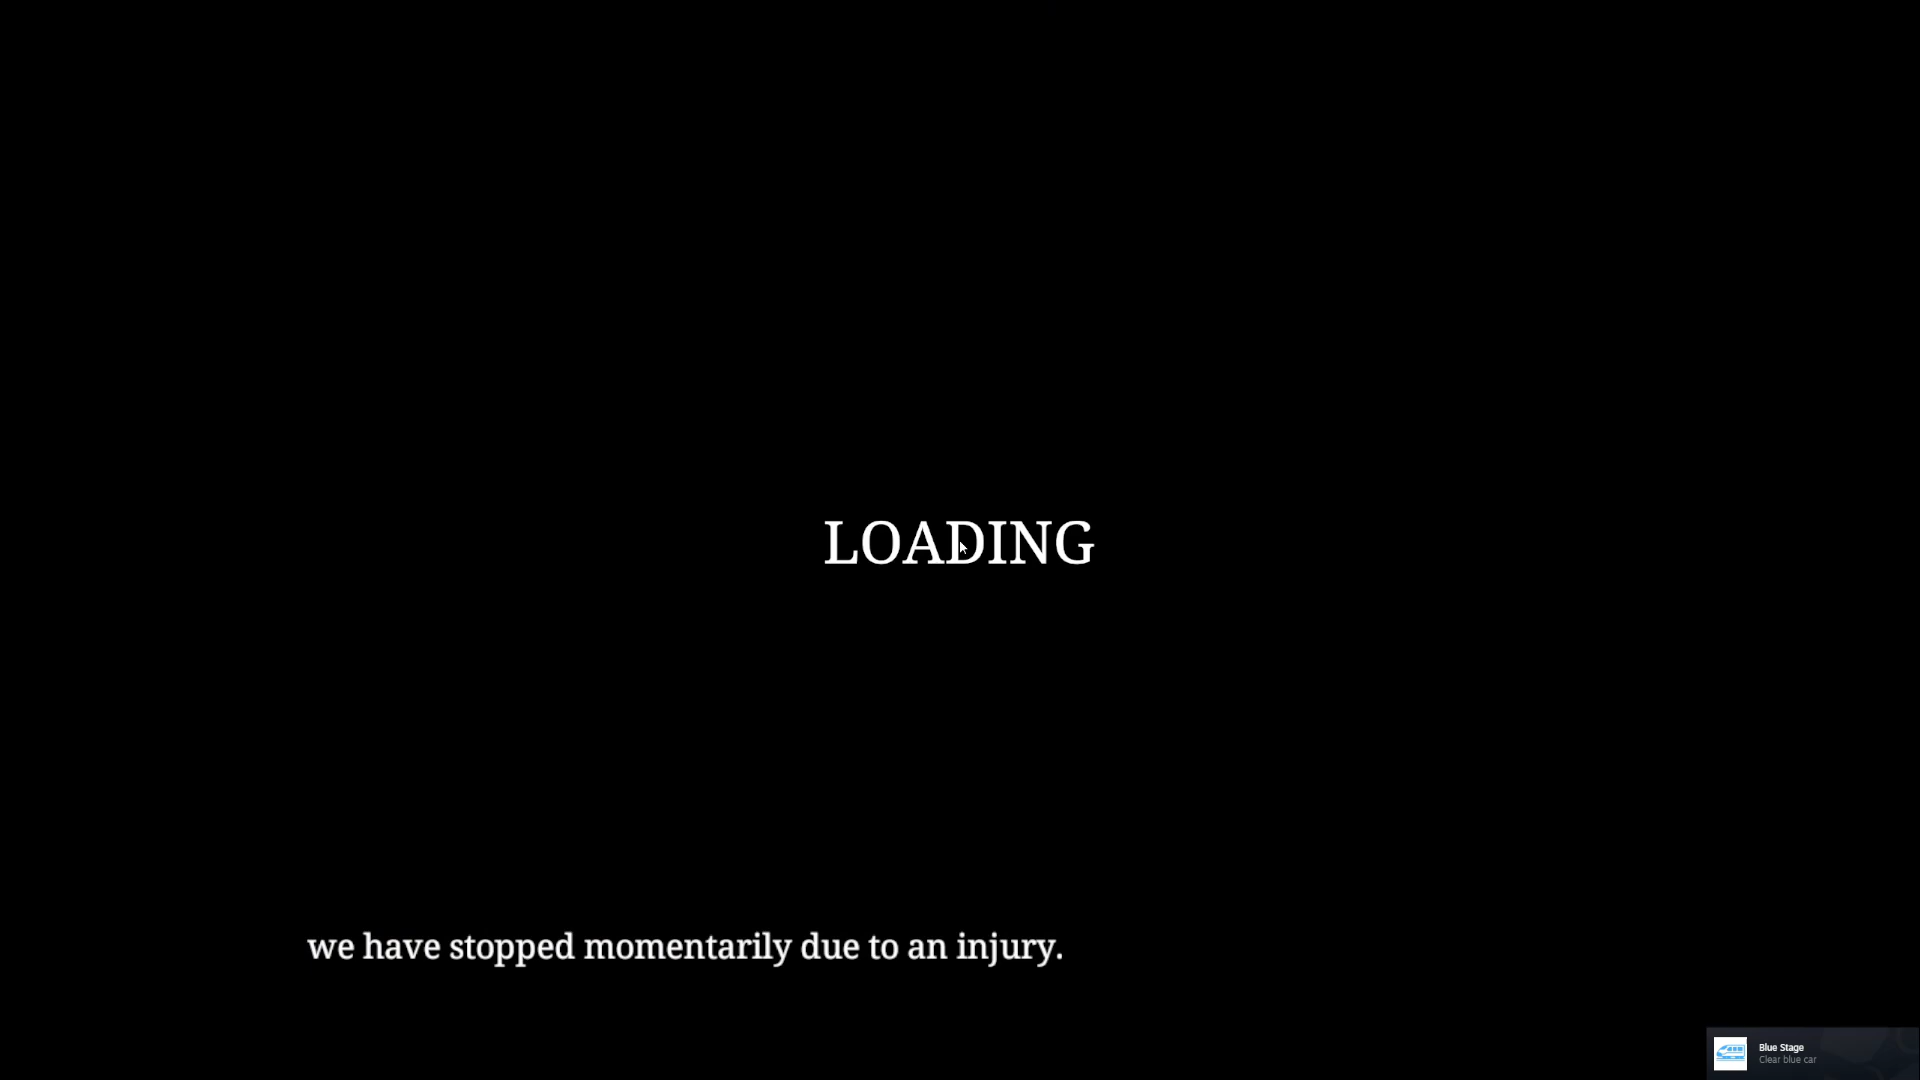 LOADING
we have stopped momentarily due to an injury.
Blue Stage
Clear blue car